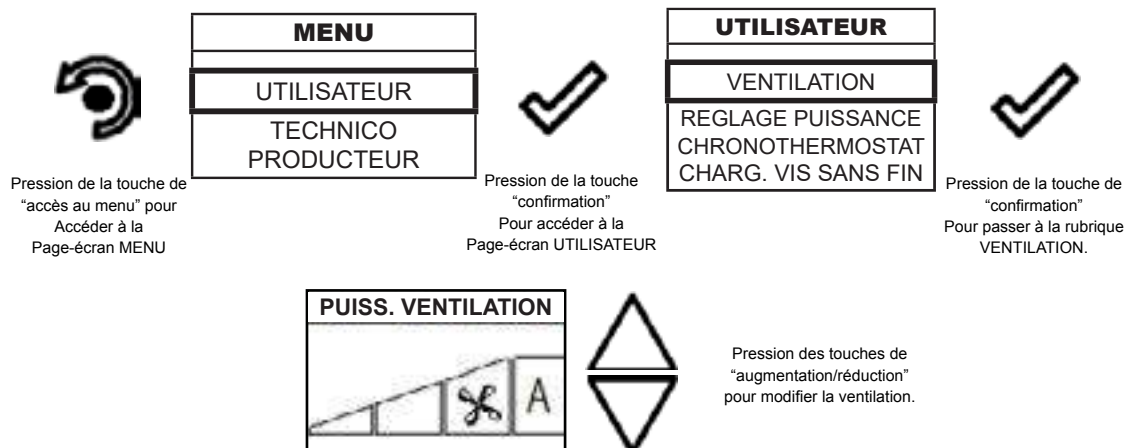 MENU
UTILISATEUR
TECHNICO
PRODUCTEUR
UTILISATEUR
VENTILATION
REGLAGE PUISSANCE
CHRONOTHERMOSTAT
CHARG. VIS SANS FIN
Pression de la touche de
“accès au menu” pour
Accéder à la
Page-écran MENU
Pression de la touche
“confirmation”
Pour accéder à la
Page-écran UTILISATEUR
Pression de la touche de
“confirmation”
Pour passer à la rubrique
VENTILATION.
PUISS. VENTILATION
A
Pression des touches de
“augmentation/réduction”
pour modifier la ventilation.